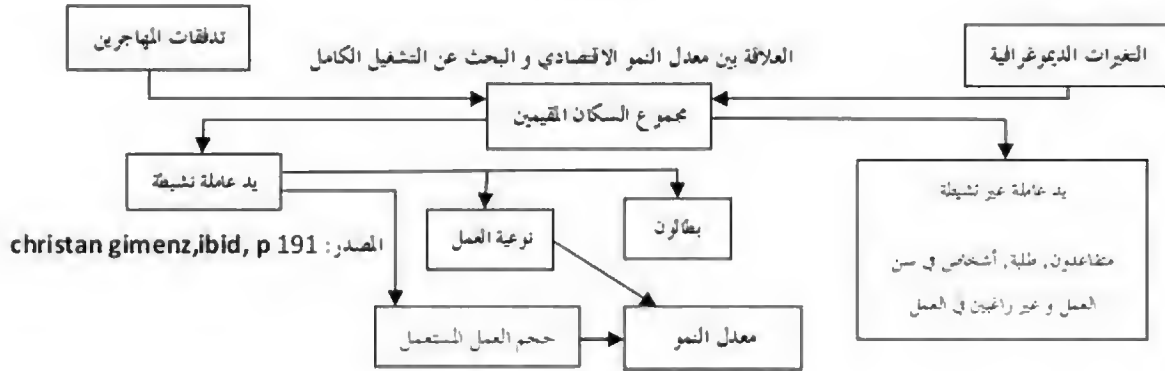 تدفقات المهاجرين
التغيرات الديموغرافية
العلاقة بين معدل النمو الاقتصادي و البحث عن التشغيل الكامل
مجموع السكان المقيمين
يد عاملة نشيطة
يد عاملة غير نشيطة
متقاعدون, طلبة, أشخاص في سن
العمل و غير راغبين في العمل
نوعية العمل
بطالون
المصدر: christan gimenz,ibid, p 191
حجم العمل المستعمل
معدل النمو